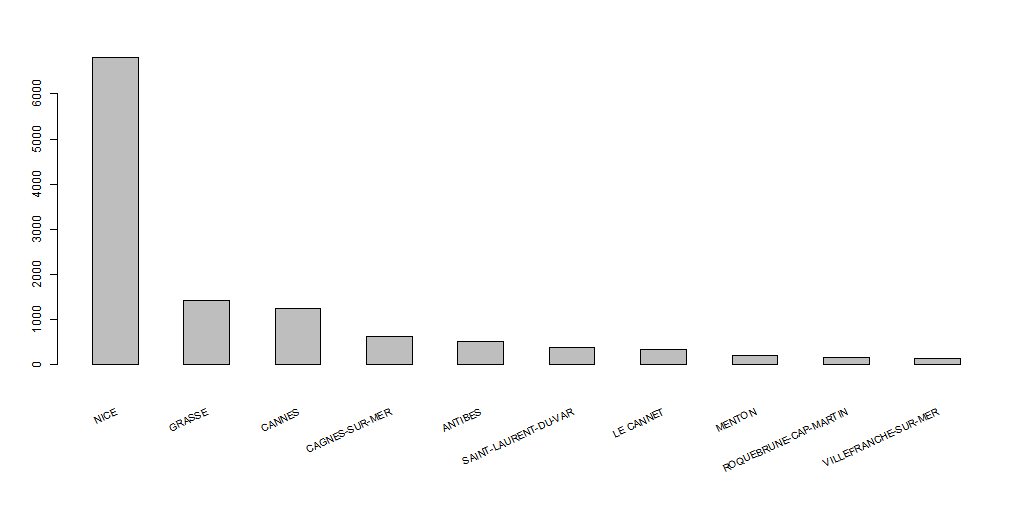 6000
5000
4000
3000
2000
1000
0
NICE
GRASSE
CANNES
CAGNES-SUR-MER
ANTIBES
SAINT-LAURENT-DU-VAR
LE CANNET
MENTON
ROQUEBRUNE-CAP-MARTIN
VILLEFRANCHE-SUR-MER